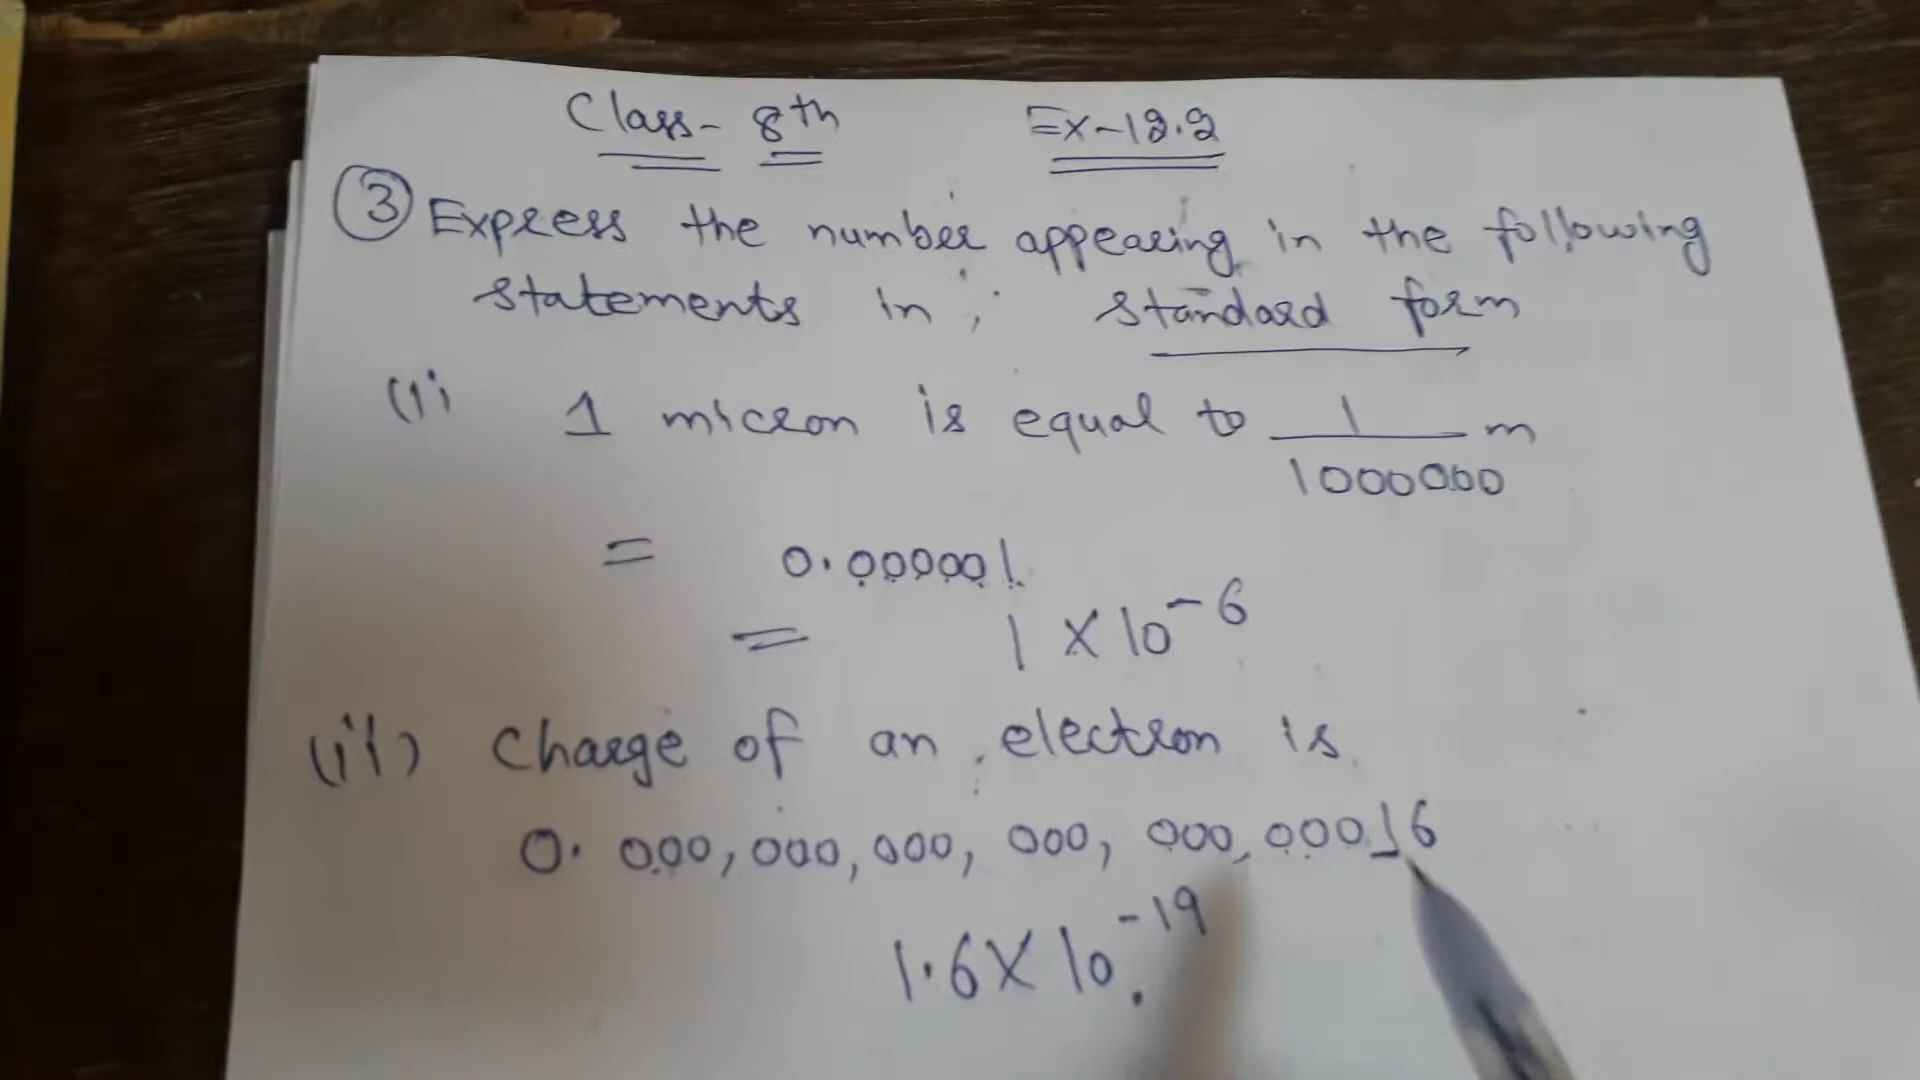 Class- 8th Ex-12.2
③ Express the number appearing in the following
statements in; standard form
(i) 1 micron is equal to 1/1000000 m
= 0.000001
= 1 X 10⁻⁶
(ii) Charge of an electron is
0.000,000,000,000,000,00016
1.6X10⁻¹⁹